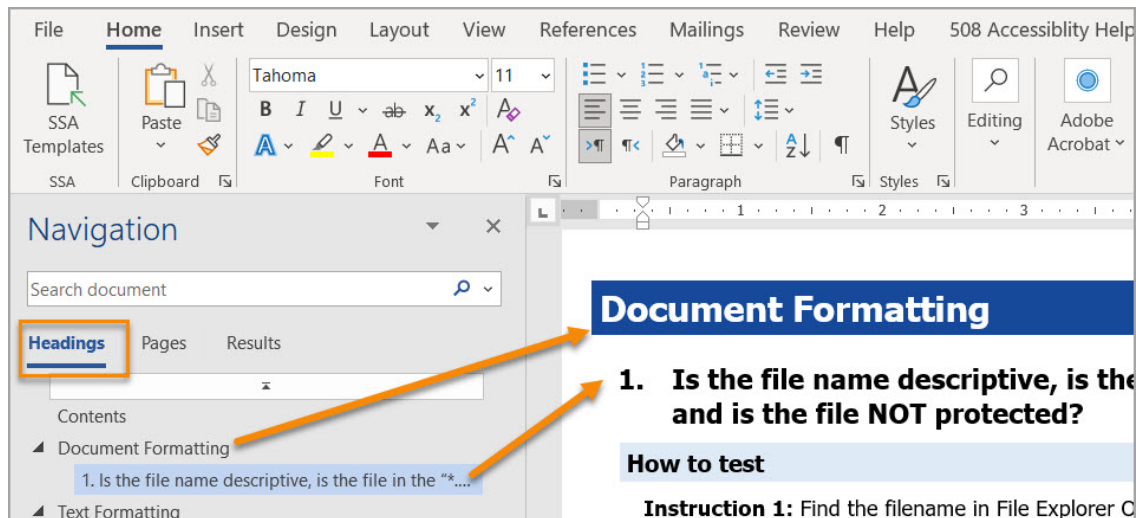 File Home Insert Design Layout View References Mailings Review Help 508 Accessiblity Help
Tahoma 11
SSA Templates
Paste
B I U ab x₂ x² A
A A Aa A A
Styles
Editing
Adobe Acrobat
SSA Clipboard Font Paragraph Styles
Navigation
1 2 3
Search document
Headings Pages Results
Contents
Document Formatting
1. Is the file name descriptive, is the file in the “*....
Text Formatting
Document Formatting
1. Is the file name descriptive, is the
and is the file NOT protected?
How to test
Instruction 1: Find the filename in File Explorer